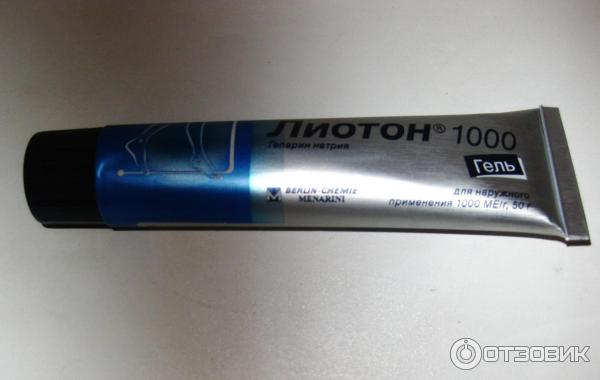 Лиотон® 1000
Гепарин натрия
Гель
BERLIN-CHEMIE
MENARINI
для наружного
применения 1000 МЕ/г, 50 г
ОТЗОВИК